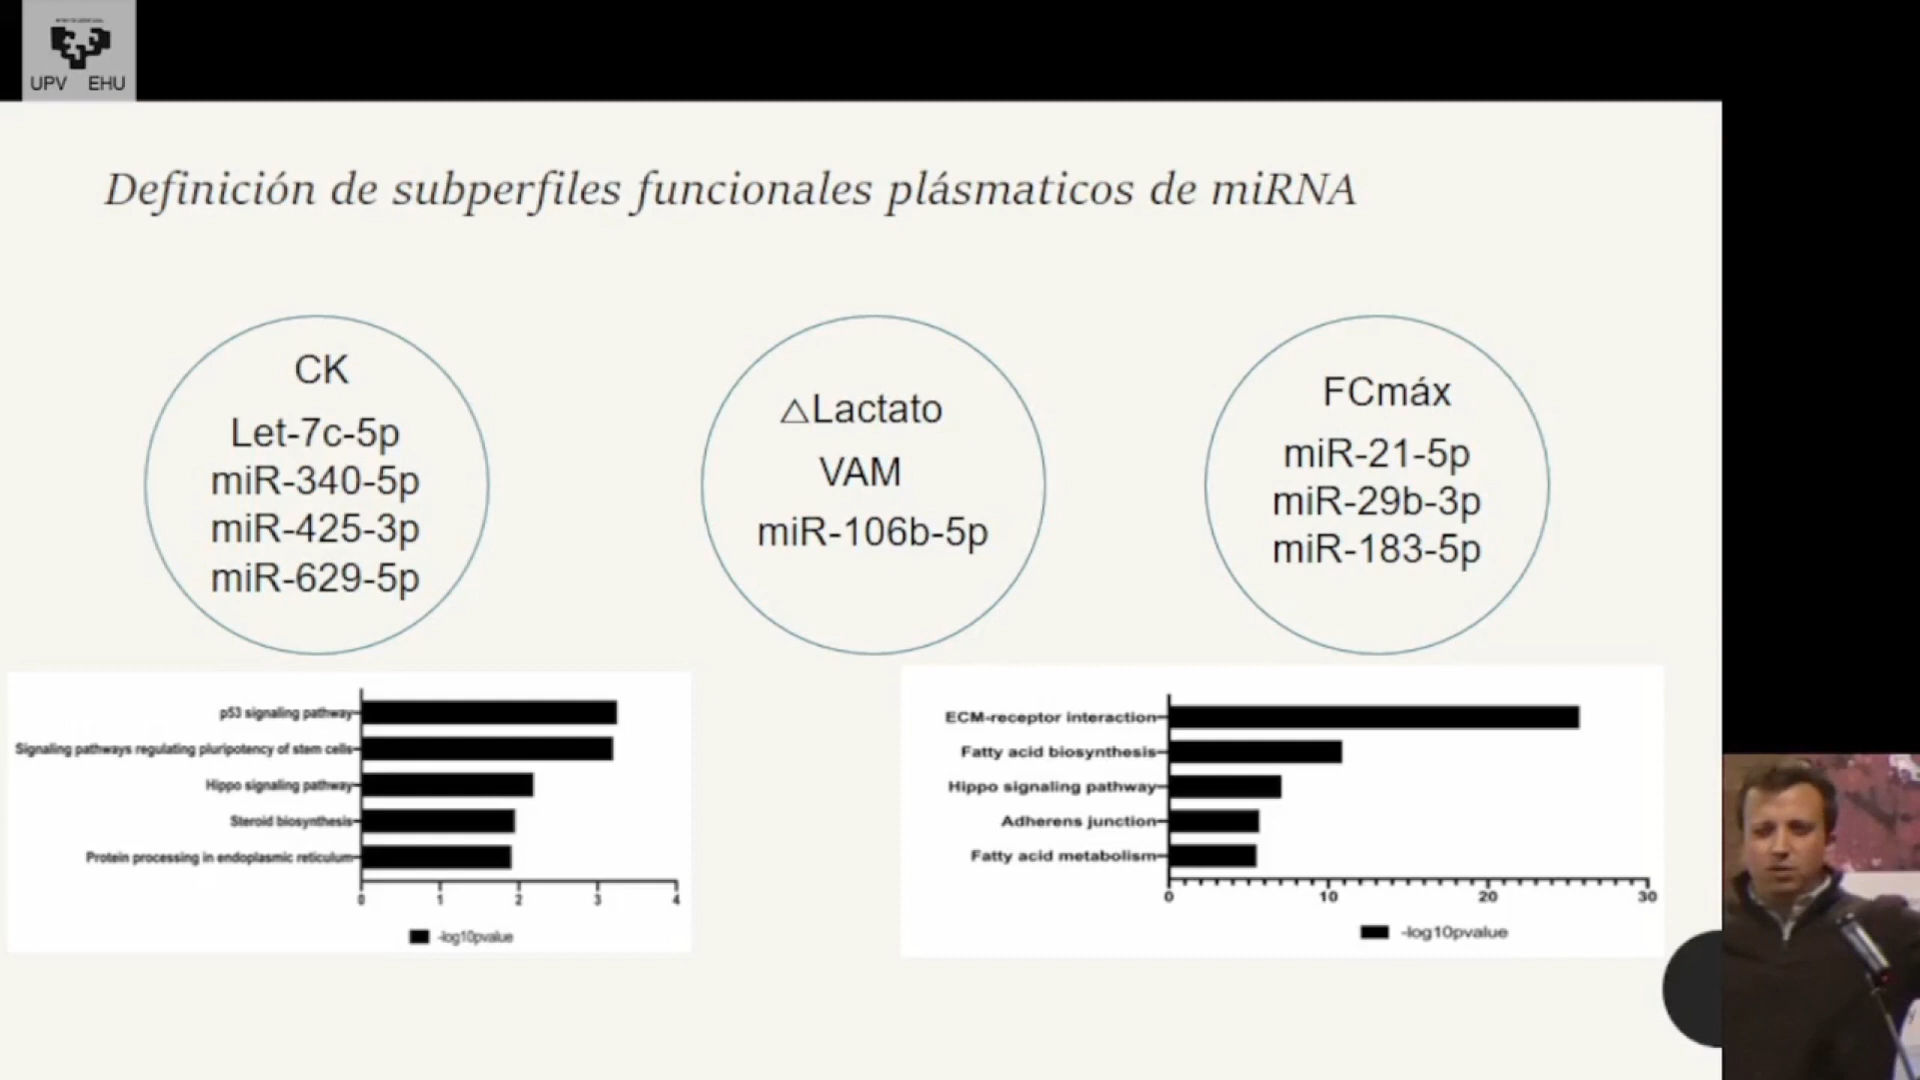 UPV EHU
Definición de subperfiles funcionales plásmaticos de miRNA
CK
Let-7c-5p
miR-340-5p
miR-425-3p
miR-629-5p
△Lactato
VAM
miR-106b-5p
FCmáx
miR-21-5p
miR-29b-3p
miR-183-5p
p53 signaling pathway
Signaling pathways regulating pluripotency of stem cells
Hippo signaling pathway
Steroid biosynthesis
Protein processing in endoplasmic reticulum
0 1 2 3 4
-log10pvalue
ECM-receptor interaction
Fatty acid biosynthesis
Hippo signaling pathway
Adherens junction
Fatty acid metabolism
0 10 20 30
-log10pvalue